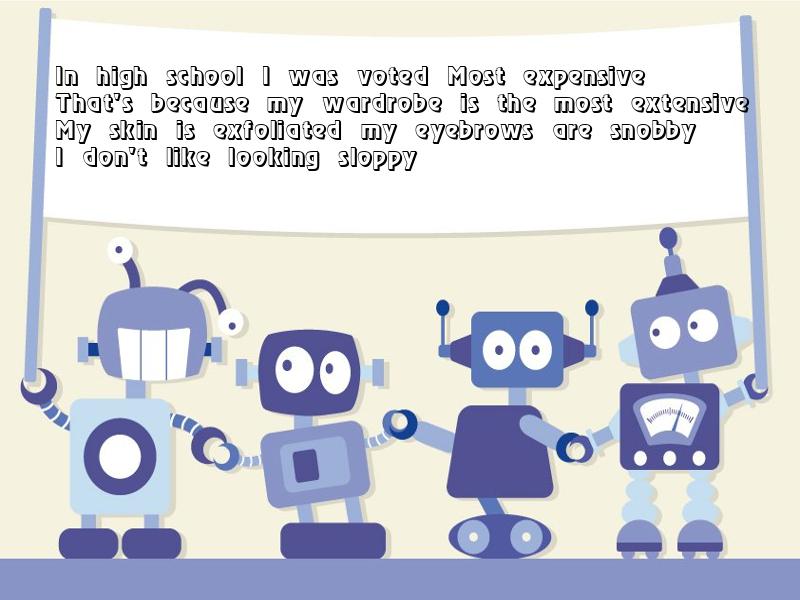 In high school I was voted Most expensive
That's because my wardrobe is the most extensive
My skin is exfoliated my eyebrows are snobby
I don't like looking sloppy